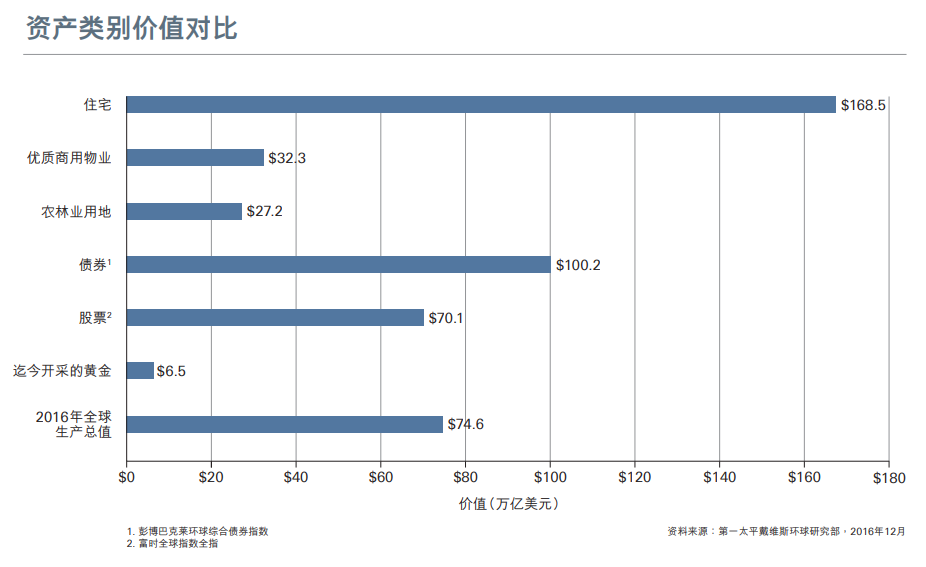 资产类别价值对比
住宅
$168.5
优质商用物业
$32.3
农林业用地
$27.2
债券¹
$100.2
股票²
$70.1
迄今开采的黄金
$6.5
2016年全球
生产总值
$74.6
$0 $20 $40 $60 $80 $100 $120 $140 $160 $180
价值(万亿美元)
1. 彭博巴克莱环球综合债券指数
2. 富时全球指数全指
资料来源：第一太平戴维斯环球研究部，2016年12月